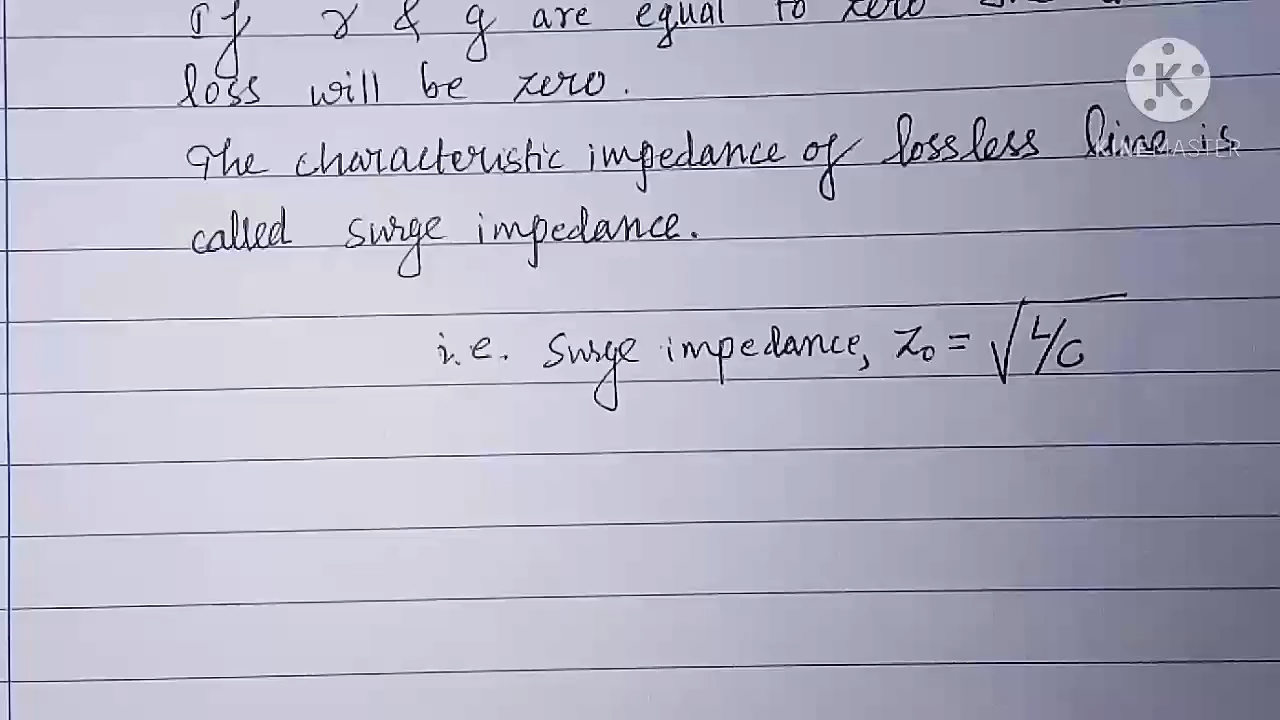 If r & g are equal to zero
loss will be zero.
The characteristic impedance of lossless line is
called surge impedance.
i.e. Surge impedance, Z₀ = √L/C
K
KINEMASTER